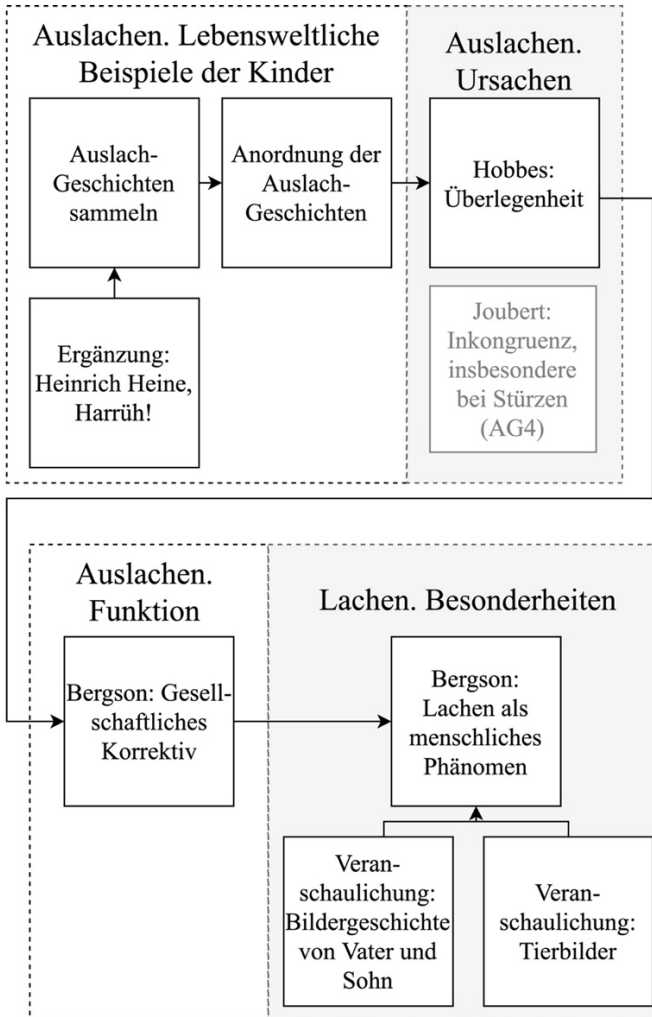 Auslachen. Lebensweltliche
Beispiele der Kinder
Auslachen.
Ursachen
Auslach-
Geschichten
sammeln
Anordnung der
Auslach-
Geschichten
Hobbes:
Überlegenheit
Ergänzung:
Heinrich Heine,
Harrüh!
Joubert:
Inkongruenz,
insbesondere
bei Stürzen
(AG4)
Auslachen.
Funktion
Lachen. Besonderheiten
Bergson: Gesell-
schaftliches
Korrektiv
Bergson:
Lachen als
menschliches
Phänomen
Veran-
schaulichung:
Bildergeschichte
von Vater und
Sohn
Veran-
schaulichung:
Tierbilder